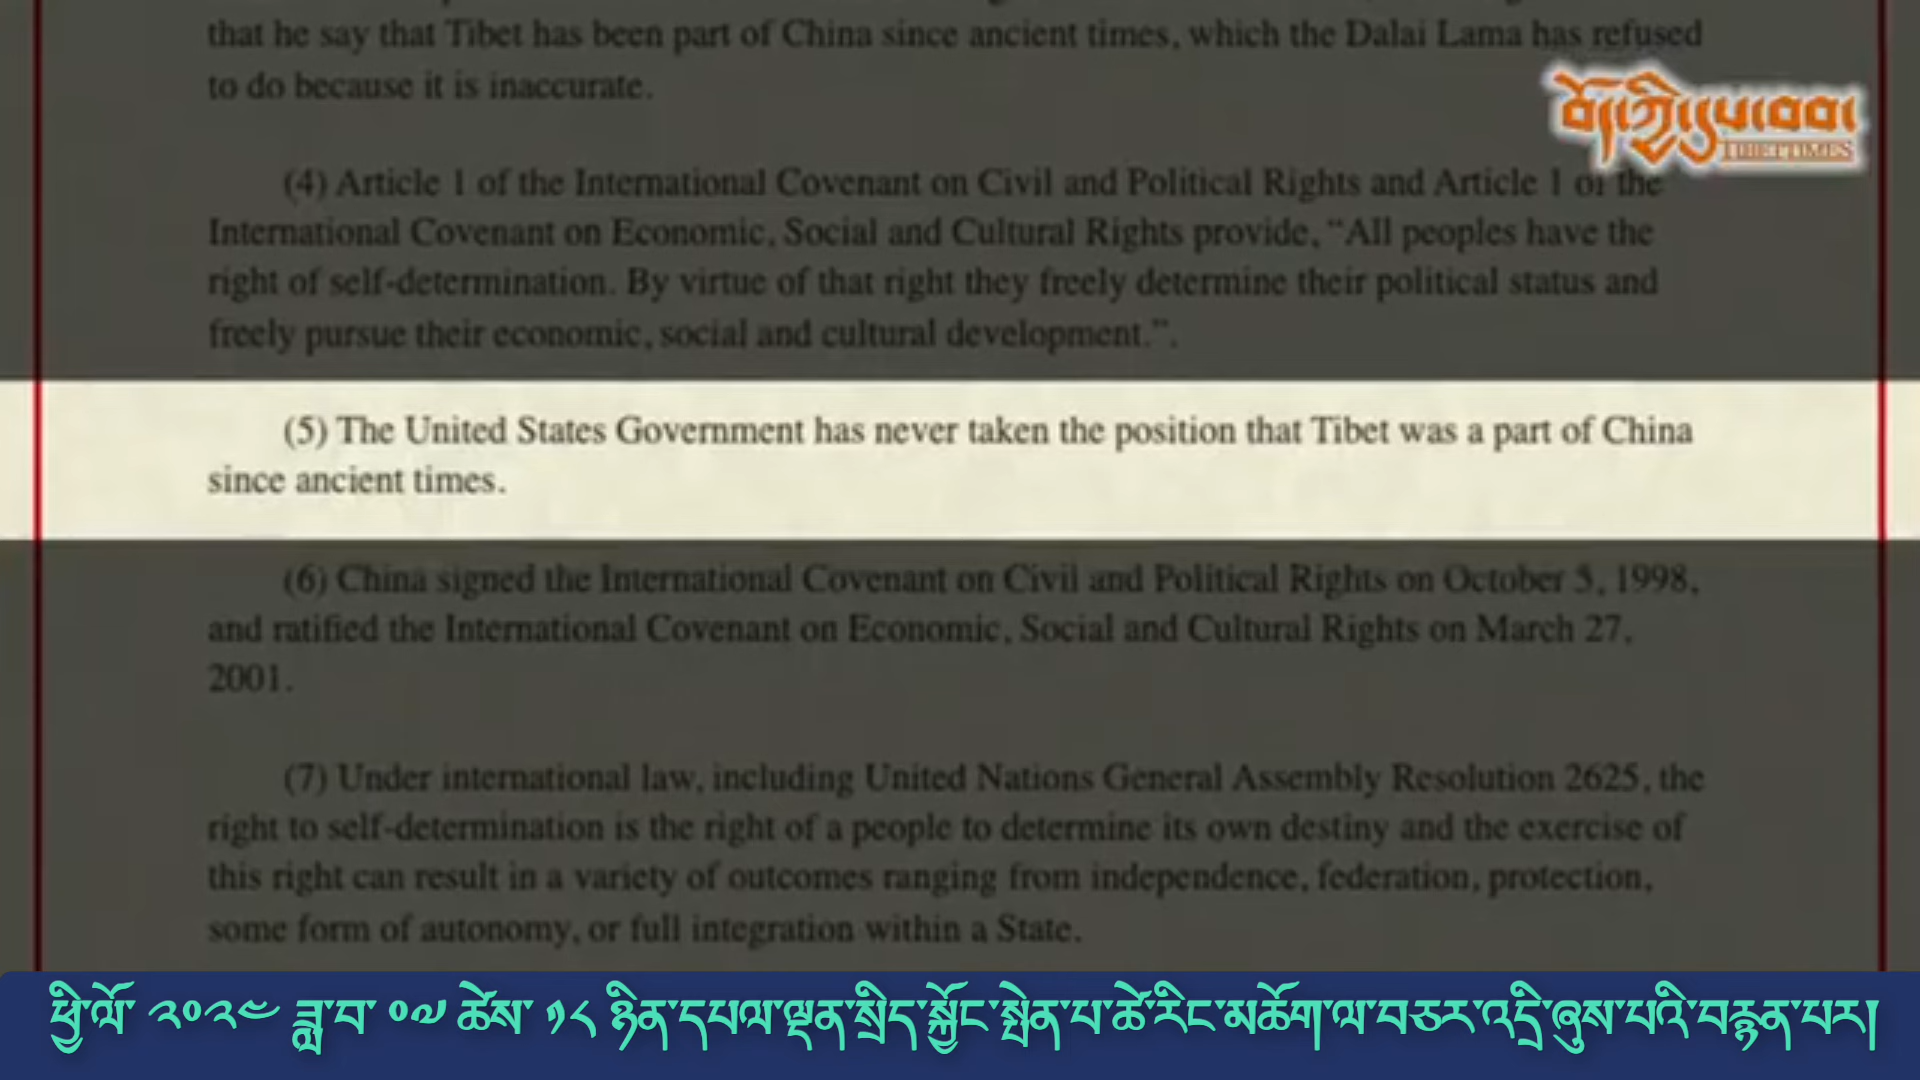 that he say that Tibet has been part of China since ancient times, which the Dalai Lama has refused
to do because it is inaccurate.
བོད་ཀྱི་དུས་བབ།
TIBET TIMES
(4) Article 1 of the International Covenant on Civil and Political Rights and Article 1 of the
International Covenant on Economic, Social and Cultural Rights provide, “All peoples have the
right of self-determination. By virtue of that right they freely determine their political status and
freely pursue their economic, social and cultural development.”.
(5) The United States Government has never taken the position that Tibet was a part of China
since ancient times.
(6) China signed the International Covenant on Civil and Political Rights on October 5, 1998,
and ratified the International Covenant on Economic, Social and Cultural Rights on March 27,
2001.
(7) Under international law, including United Nations General Assembly Resolution 2625, the
right to self-determination is the right of a people to determine its own destiny and the exercise of
this right can result in a variety of outcomes ranging from independence, federation, protection,
some form of autonomy, or full integration within a State.
ཕྱི་ལོ་ ༢༠༢༤ ཟླ་བ་ ༠༧ ཚེས་ ༡༨ ཉིན་དཔལ་ལྡན་སྲིད་སྐྱོང་སྤེན་པ་ཚེ་རིང་མཆོག་ལ་བཅར་འདྲི་ཞུས་པའི་བརྙན་པར།